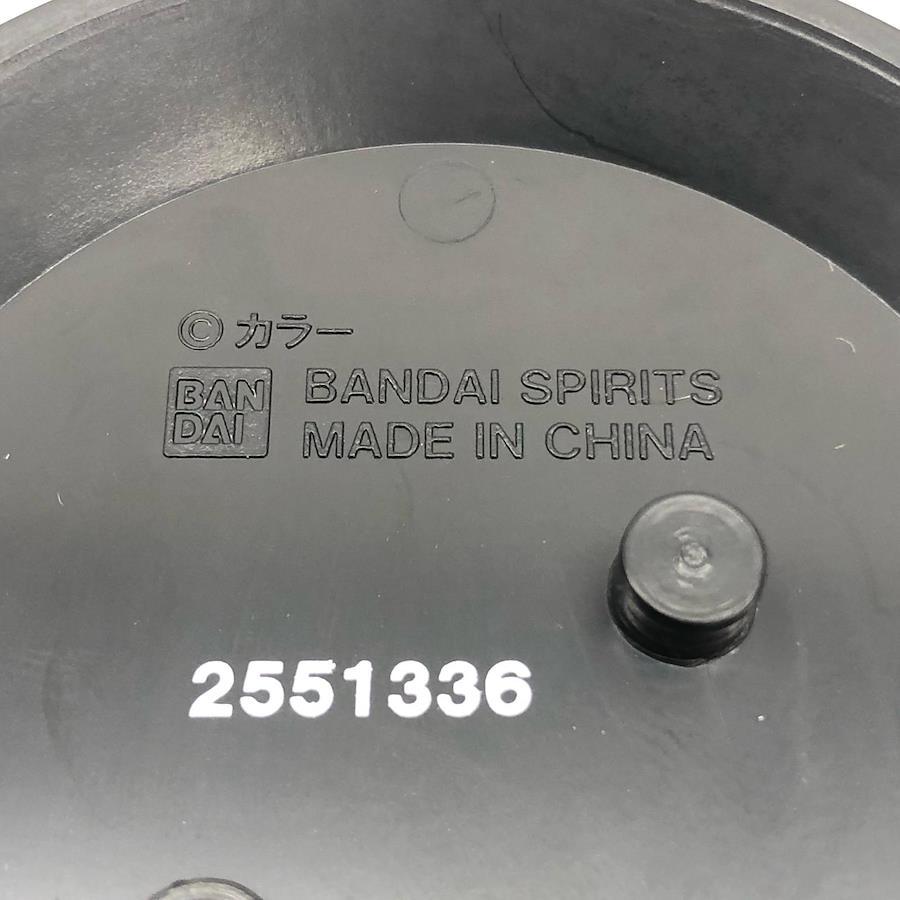 © カラー
BAN
DAI
BANDAI SPIRITS
MADE IN CHINA
2551336